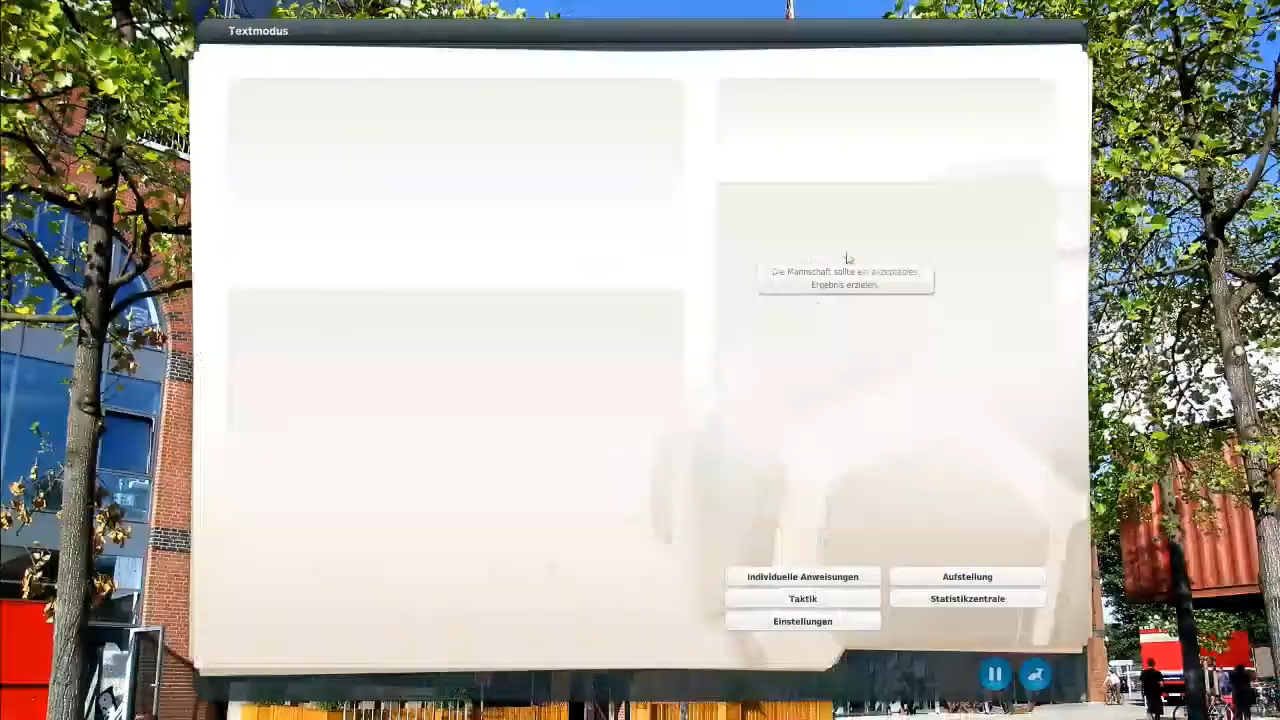 Textmodus
Die Mannschaft sollte ein akzeptables
Ergebnis erzielen.
Individuelle Anweisungen
Aufstellung
Taktik
Statistikzentrale
Einstellungen